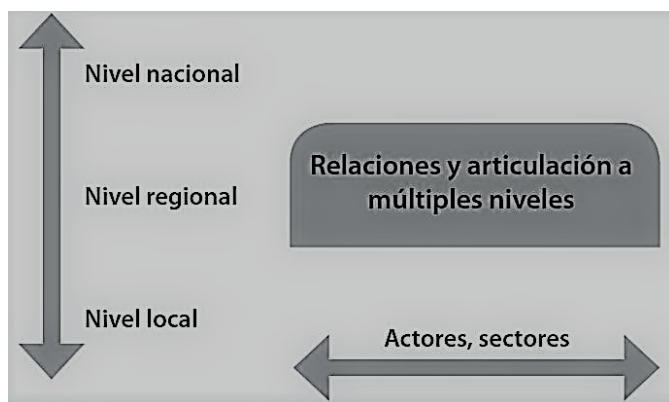 Nivel nacional
Relaciones y articulación a
múltiples niveles
Nivel regional
Nivel local
Actores, sectores